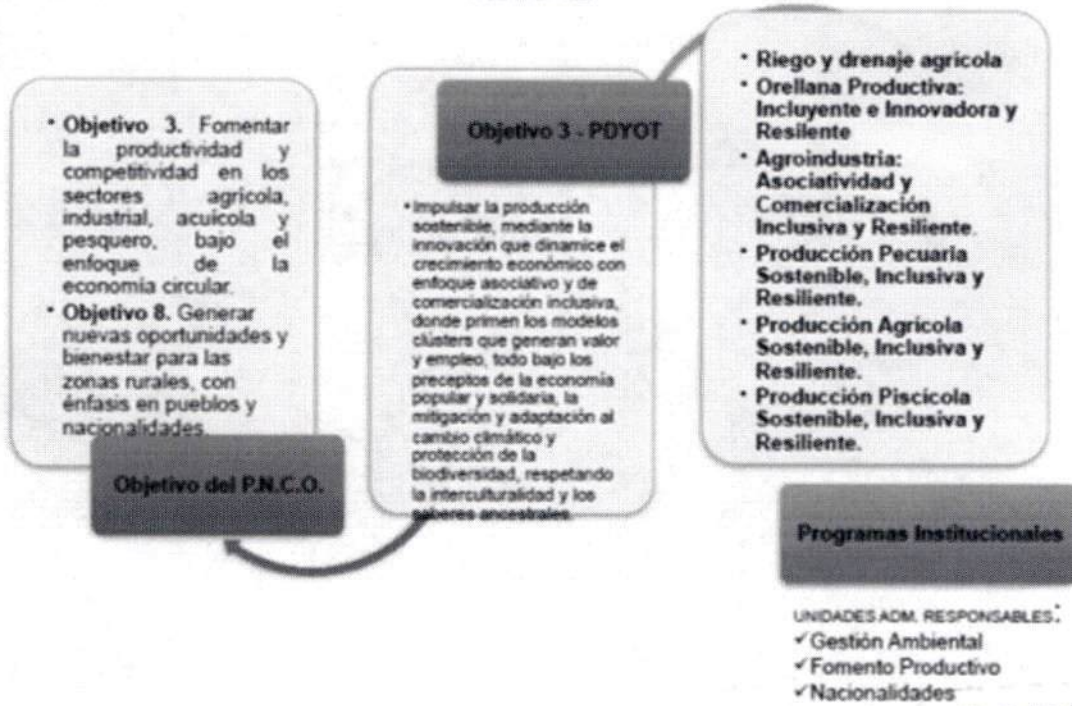 • Objetivo 3. Fomentar
la productividad y
competitividad en los
sectores agrícola,
industrial, acuícola y
pesquero, bajo el
enfoque de la
economía circular.
• Objetivo 8. Generar
nuevas oportunidades y
bienestar para las
zonas rurales, con
énfasis en pueblos y
nacionalidades
Objetivo del P.N.C.O.
Objetivo 3 - PDYOT
• Impulsar la producción
sostenible, mediante la
innovación que dinamice el
crecimiento económico con
enfoque asociativo y de
comercialización inclusiva,
donde primen los modelos
clústers que generan valor
y empleo, todo bajo los
preceptos de la economía
popular y solidaria, la
mitigación y adaptación al
cambio climático y
protección de la
biodiversidad, respetando
la interculturalidad y los
saberes ancestrales.
• Riego y drenaje agrícola
• Orellana Productiva:
Incluyente e Innovadora y
Resilente
• Agroindustria:
Asociatividad y
Comercialización
Inclusiva y Resiliente.
• Producción Pecuaria
Sostenible, Inclusiva y
Resiliente.
• Producción Agrícola
Sostenible, Inclusiva y
Resiliente.
• Producción Piscícola
Sostenible, Inclusiva y
Resiliente.
Programas Institucionales
UNIDADES ADM. RESPONSABLES:
✓Gestión Ambiental
✓Fomento Productivo
✓Nacionalidades